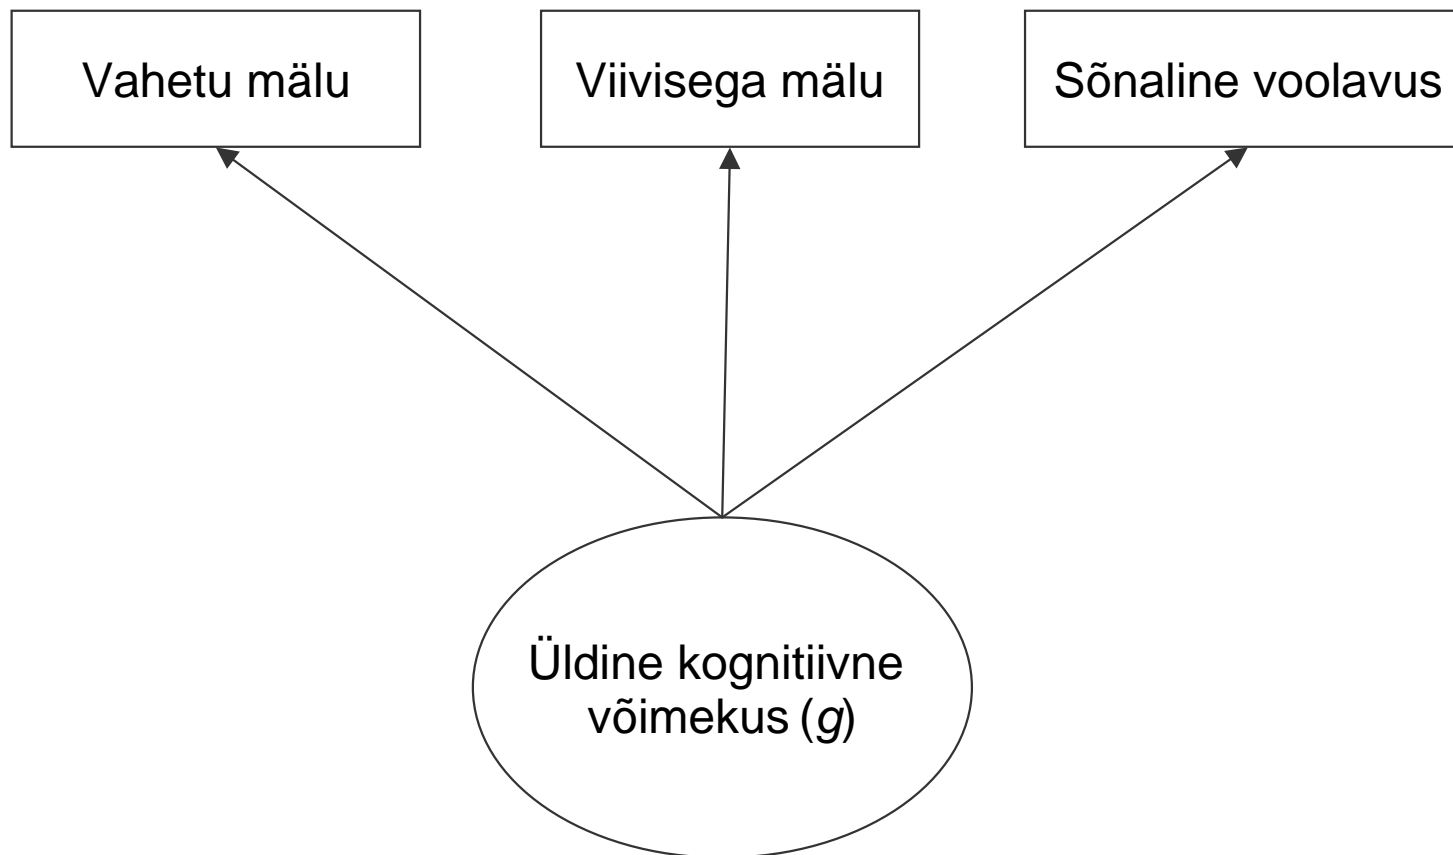 Vahetu mälu
Viivisega mälu
Sõnaline voolavus
Üldine kognitiivne
võimekus (g)